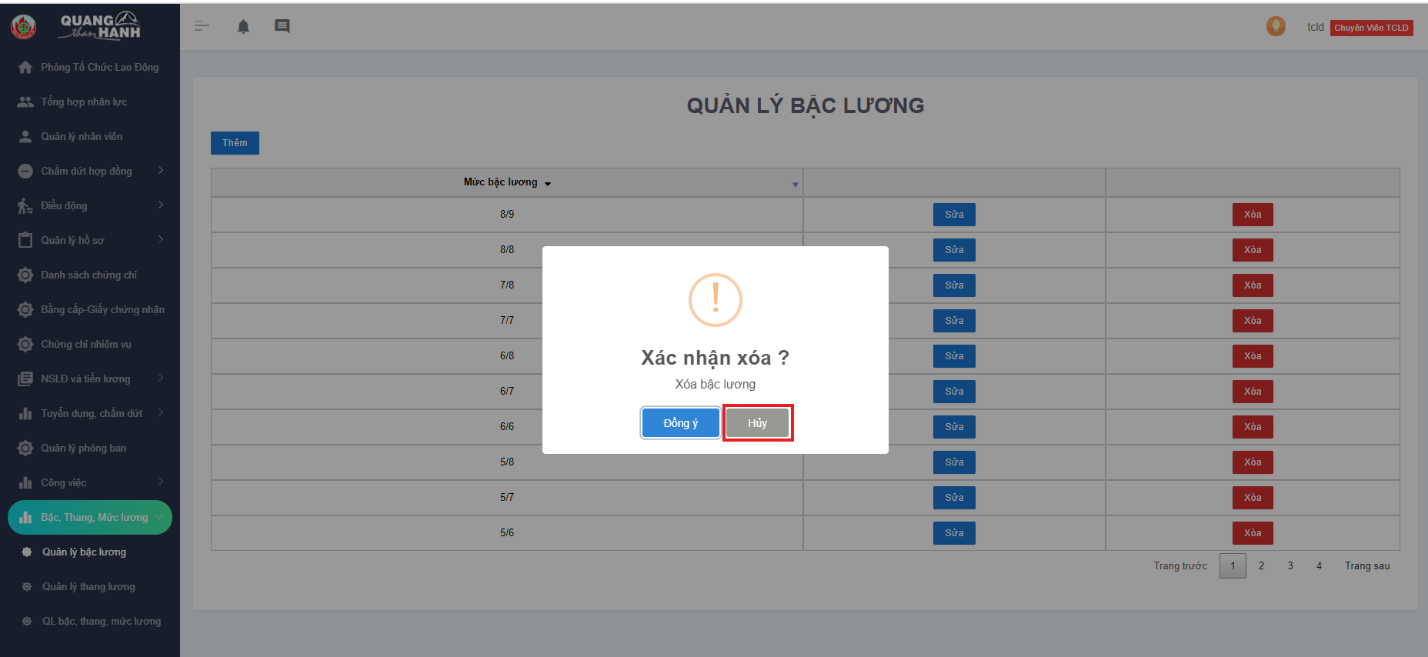 QUANG
than HANH
tcld Chuyên Viên TCLD
Phòng Tổ Chức Lao Động
Tổng hợp nhân lực
Quản lý nhân viên
Chấm dứt hợp đồng
Điều động
Quản lý hồ sơ
Danh sách chứng chỉ
Bằng cấp-Giấy chứng nhận
Chứng chỉ nhiệm vụ
NSLĐ và tiền lương
Tuyển dụng, chấm dứt
Quản lý phòng ban
Công việc
Bậc, Thang, Mức lương
Quản lý bậc lương
Quản lý thang lương
QL bậc, thang, mức lương
QUẢN LÝ BẬC LƯƠNG
Thêm
Mức bậc lương
8/9 Sửa Xóa
8/8 Sửa Xóa
7/8 Sửa Xóa
7/7 Sửa Xóa
6/8 Sửa Xóa
6/7 Sửa Xóa
6/6 Sửa Xóa
5/8 Sửa Xóa
5/7 Sửa Xóa
5/6 Sửa Xóa
!
Xác nhận xóa ?
Xóa bậc lương
Đồng ý Hủy
Trang trước 1 2 3 4 Trang sau